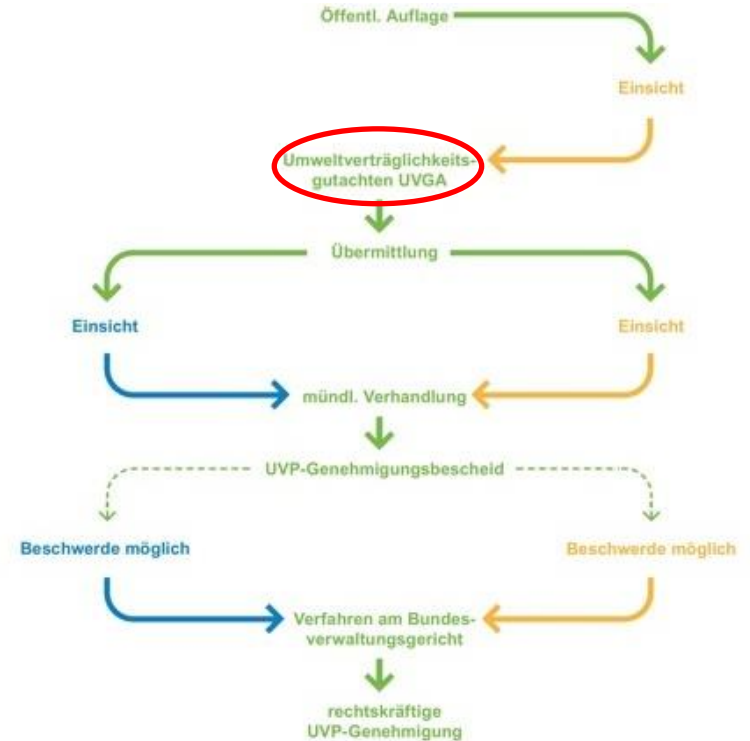 Öffentl. Auflage
Einsicht
Umweltverträglichkeits-
gutachten UVGA
Übermittlung
Einsicht
Einsicht
mündl. Verhandlung
UVP-Genehmigungsbescheid
Beschwerde möglich
Beschwerde möglich
Verfahren am Bundes-
verwaltungsgericht
rechtskräftige
UVP-Genehmigung